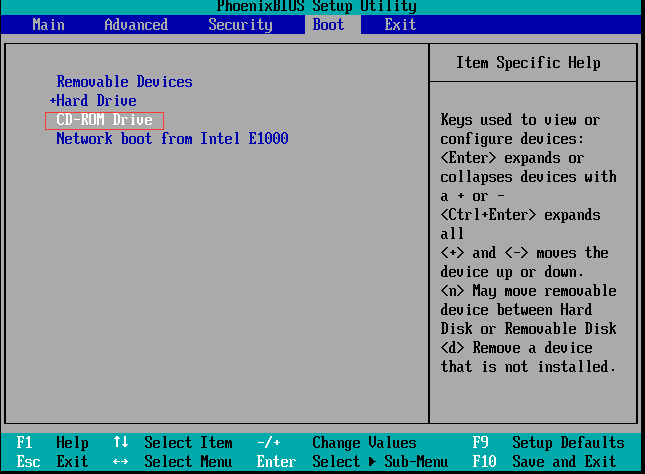 PhoenixBIOS Setup Utility
Main Advanced Security Boot Exit
Removable Devices
+Hard Drive
CD-ROM Drive
Network boot from Intel E1000
Item Specific Help
Keys used to view or
configure devices:
<Enter> expands or
collapses devices with
a + or -
<Ctrl+Enter> expands
all
<+> and <-> moves the
device up or down.
<n> May move removable
device between Hard
Disk or Removable Disk
<d> Remove a device
that is not installed.
F1 Help ↑↓ Select Item -/+ Change Values F9 Setup Defaults
Esc Exit ↔ Select Menu Enter Select ▶ Sub-Menu F10 Save and Exit